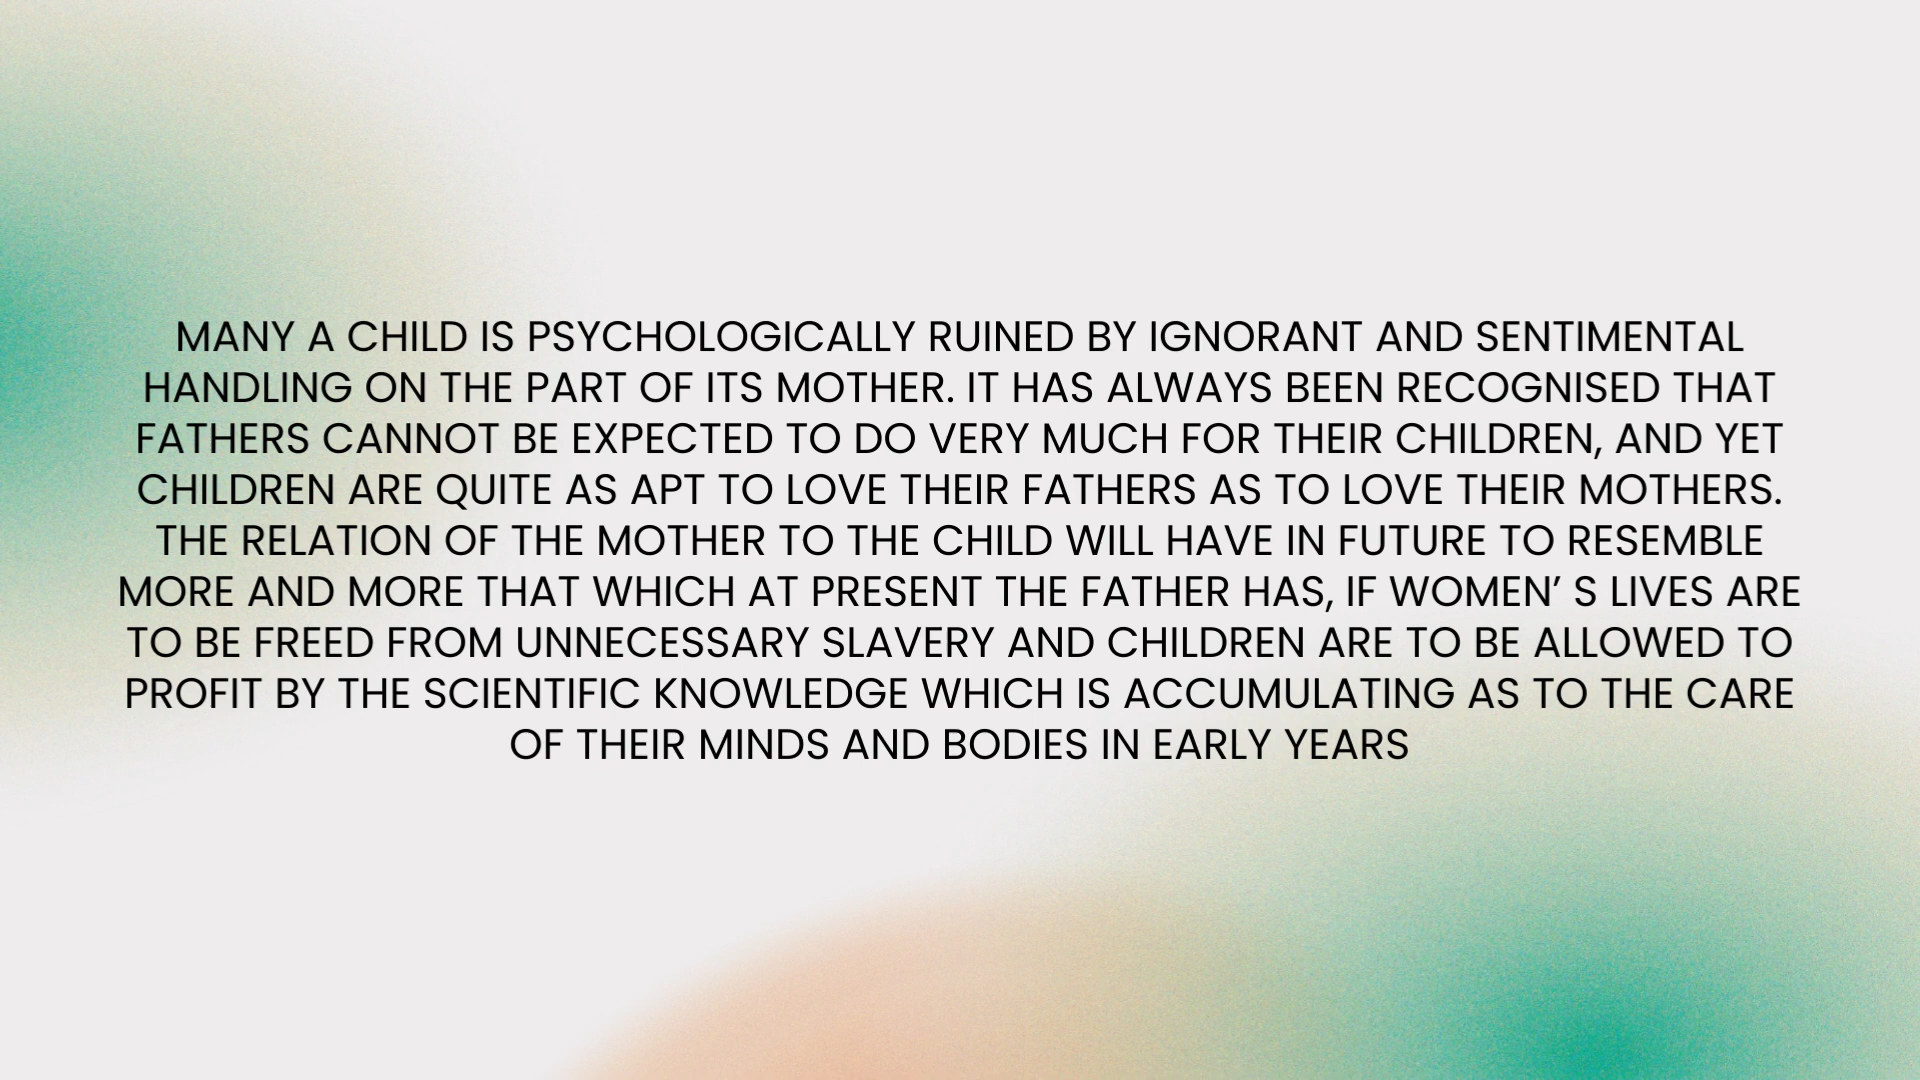 MANY A CHILD IS PSYCHOLOGICALLY RUINED BY IGNORANT AND SENTIMENTAL
HANDLING ON THE PART OF ITS MOTHER. IT HAS ALWAYS BEEN RECOGNISED THAT
FATHERS CANNOT BE EXPECTED TO DO VERY MUCH FOR THEIR CHILDREN, AND YET
CHILDREN ARE QUITE AS APT TO LOVE THEIR FATHERS AS TO LOVE THEIR MOTHERS.
THE RELATION OF THE MOTHER TO THE CHILD WILL HAVE IN FUTURE TO RESEMBLE
MORE AND MORE THAT WHICH AT PRESENT THE FATHER HAS, IF WOMEN’ S LIVES ARE
TO BE FREED FROM UNNECESSARY SLAVERY AND CHILDREN ARE TO BE ALLOWED TO
PROFIT BY THE SCIENTIFIC KNOWLEDGE WHICH IS ACCUMULATING AS TO THE CARE
OF THEIR MINDS AND BODIES IN EARLY YEARS